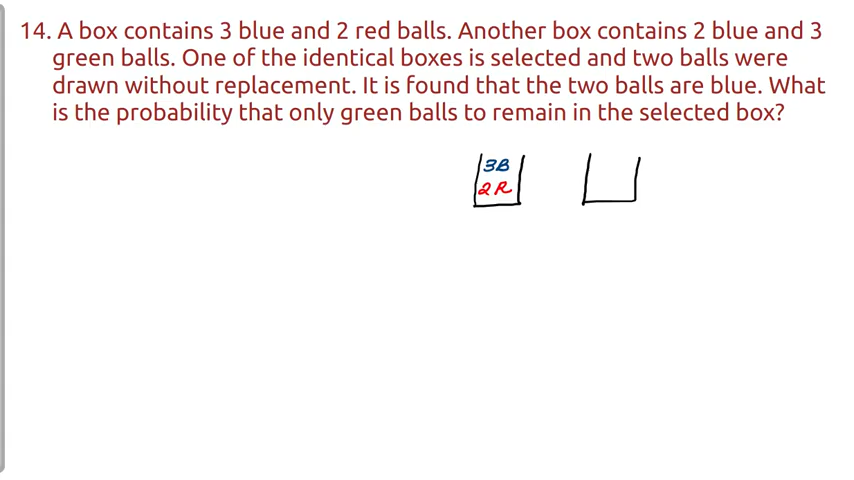 14. A box contains 3 blue and 2 red balls. Another box contains 2 blue and 3
green balls. One of the identical boxes is selected and two balls were
drawn without replacement. It is found that the two balls are blue. What
is the probability that only green balls to remain in the selected box?
3B
2R